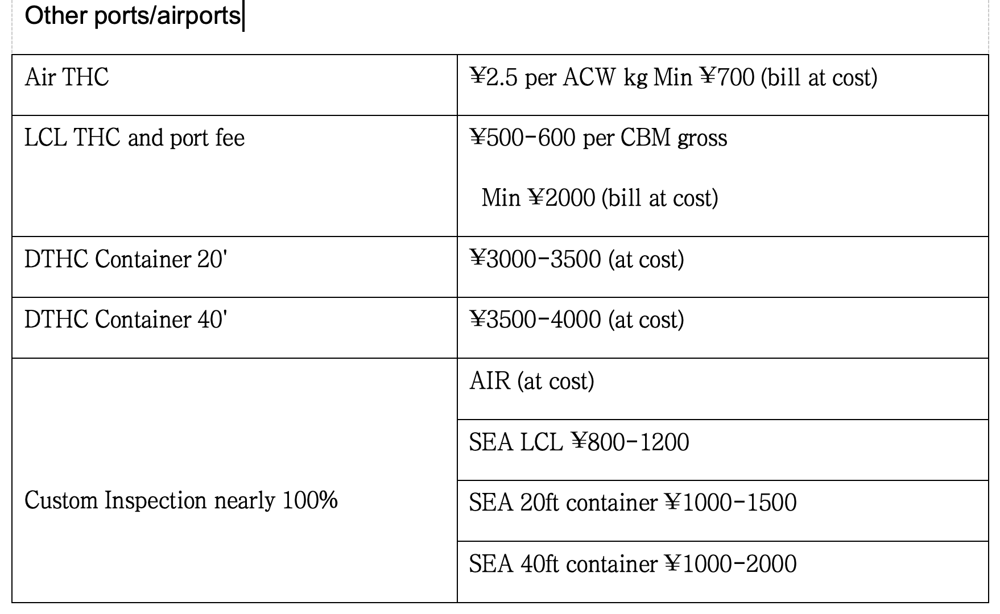 Other ports/airports
Air THC
¥2.5 per ACW kg Min ¥700 (bill at cost)
LCL THC and port fee
¥500-600 per CBM gross
Min ¥2000 (bill at cost)
DTHC Container 20'
¥3000-3500 (at cost)
DTHC Container 40'
¥3500-4000 (at cost)
Custom Inspection nearly 100%
AIR (at cost)
SEA LCL ¥800-1200
SEA 20ft container ¥1000-1500
SEA 40ft container ¥1000-2000